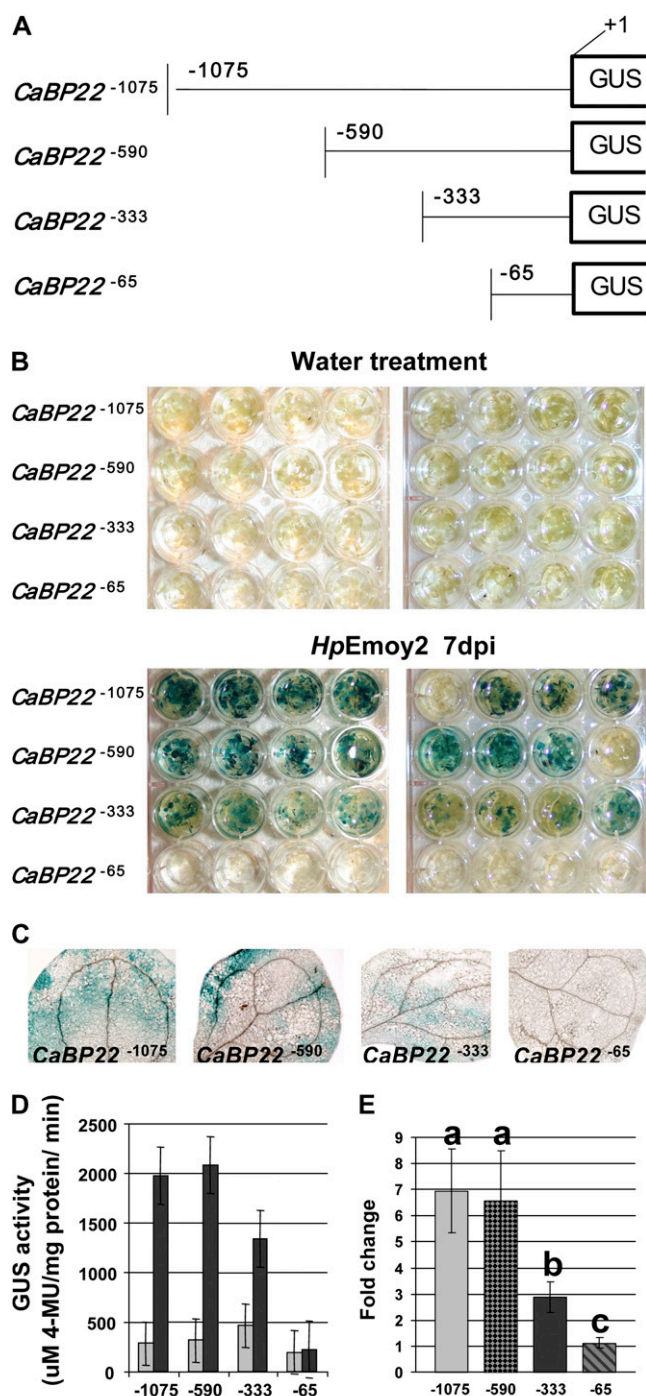 A
+1
CaBP22 -1075
-1075
GUS
CaBP22 -590
-590
GUS
CaBP22 -333
-333
GUS
CaBP22 -65
-65
GUS
B
Water treatment
CaBP22 -1075
CaBP22 -590
CaBP22 -333
CaBP22 -65
HpEmoy2 7dpi
CaBP22 -1075
CaBP22 -590
CaBP22 -333
CaBP22 -65
C
CaBP22 -1075
CaBP22 -590
CaBP22 -333
CaBP22 -65
D
GUS activity
(uM 4-MU/mg protein/ min)
2500
2000
1500
1000
500
0
-1075 -590 -333 -65
E
Fold change
9
8
7
6
5
4
3
2
1
0
a a b c
-1075 -590 -333 -65